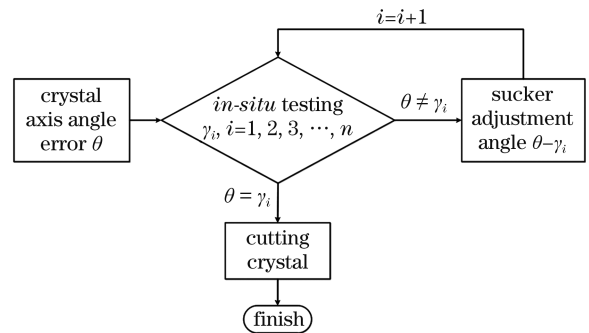 i=i+1
crystal
axis angle
error θ
in-situ testing
γᵢ, i=1, 2, 3, ···, n
θ ≠ γᵢ
sucker
adjustment
angle θ−γᵢ
θ = γᵢ
cutting
crystal
finish